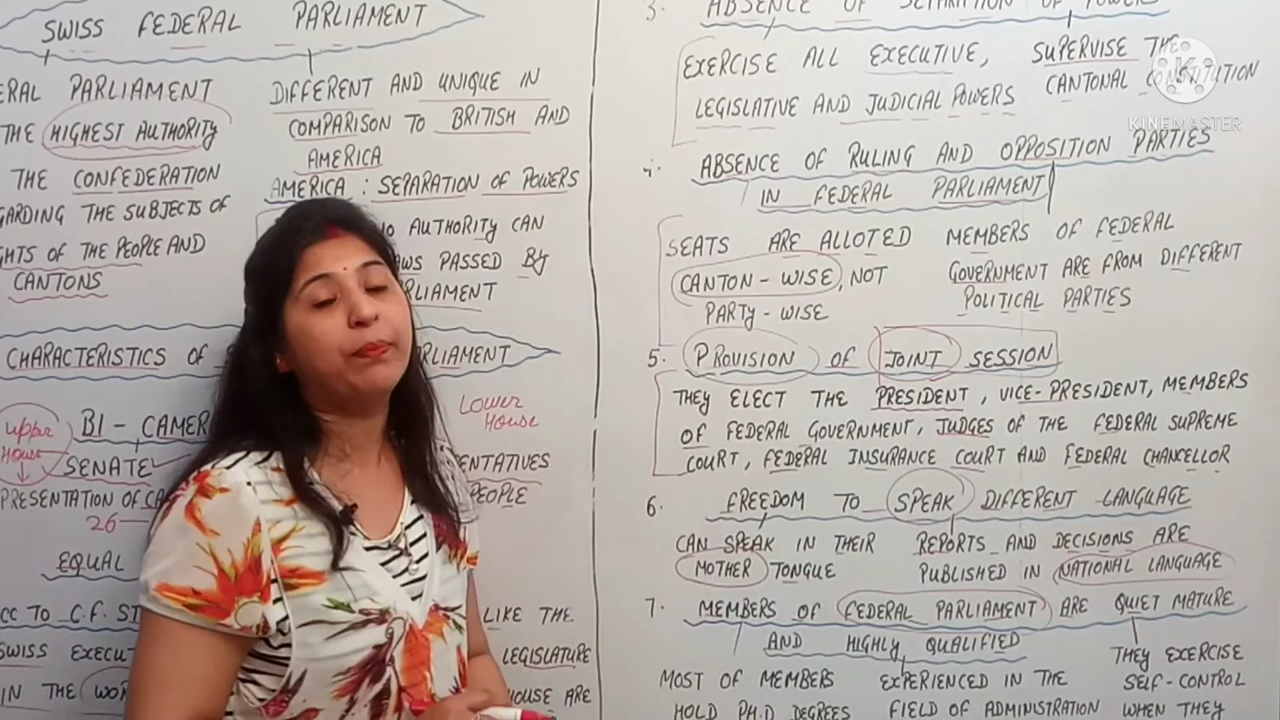 SWISS FEDERAL PARLIAMENT
ERAL PARLIAMENT
THE HIGHEST AUTHORITY
THE CONFEDERATION
GARDING THE SUBJECTS OF
GHTS OF THE PEOPLE AND
CANTONS
DIFFERENT AND UNIQUE IN
COMPARISON TO BRITISH AND
AMERICA
AMERICA : SEPARATION OF POWERS
NO AUTHORITY CAN
AWS PASSED BY
RLIAMENT
CHARACTERISTICS OF PARLIAMENT
Upper
House
BI - CAMER
SENATE
PRESENTATION OF CA
26
EQUAL
Lower
House
ENTATIVES
PEOPLE
CC TO C.F. ST
SWISS EXECUT
IN THE WOR
LIKE THE
LEGISLATURE
HOUSE ARE
3. ABSENCE OF SEPARATION OF POWERS
EXERCISE ALL EXECUTIVE,
LEGISLATIVE AND JUDICIAL POWERS
SUPERVISE THE
CANTONAL CONSTITUTION
KINEMASTER
4. ABSENCE OF RULING AND OPPOSITION PARTIES
IN FEDERAL PARLIAMENT
SEATS ARE ALLOTED
CANTON - WISE, NOT
PARTY - WISE
MEMBERS OF FEDERAL
GOVERNMENT ARE FROM DIFFERENT
POLITICAL PARTIES
5. PROVISION OF JOINT SESSION
THEY ELECT THE PRESIDENT, VICE-PRESIDENT, MEMBERS
OF FEDERAL GOVERNMENT, JUDGES OF THE FEDERAL SUPREME
COURT, FEDERAL INSURANCE COURT AND FEDERAL CHANCELLOR
6. FREEDOM TO SPEAK DIFFERENT LANGUAGE
CAN SPEAK IN THEIR
MOTHER TONGUE
REPORTS AND DECISIONS ARE
PUBLISHED IN NATIONAL LANGUAGE
7. MEMBERS OF FEDERAL PARLIAMENT ARE QUIET MATURE
AND HIGHLY QUALIFIED
MOST OF MEMBERS
HOLD PH.D DEGREES
EXPERIENCED IN THE
FIELD OF ADMINISTRATION
THEY EXERCISE
SELF-CONTROL
WHEN THEY